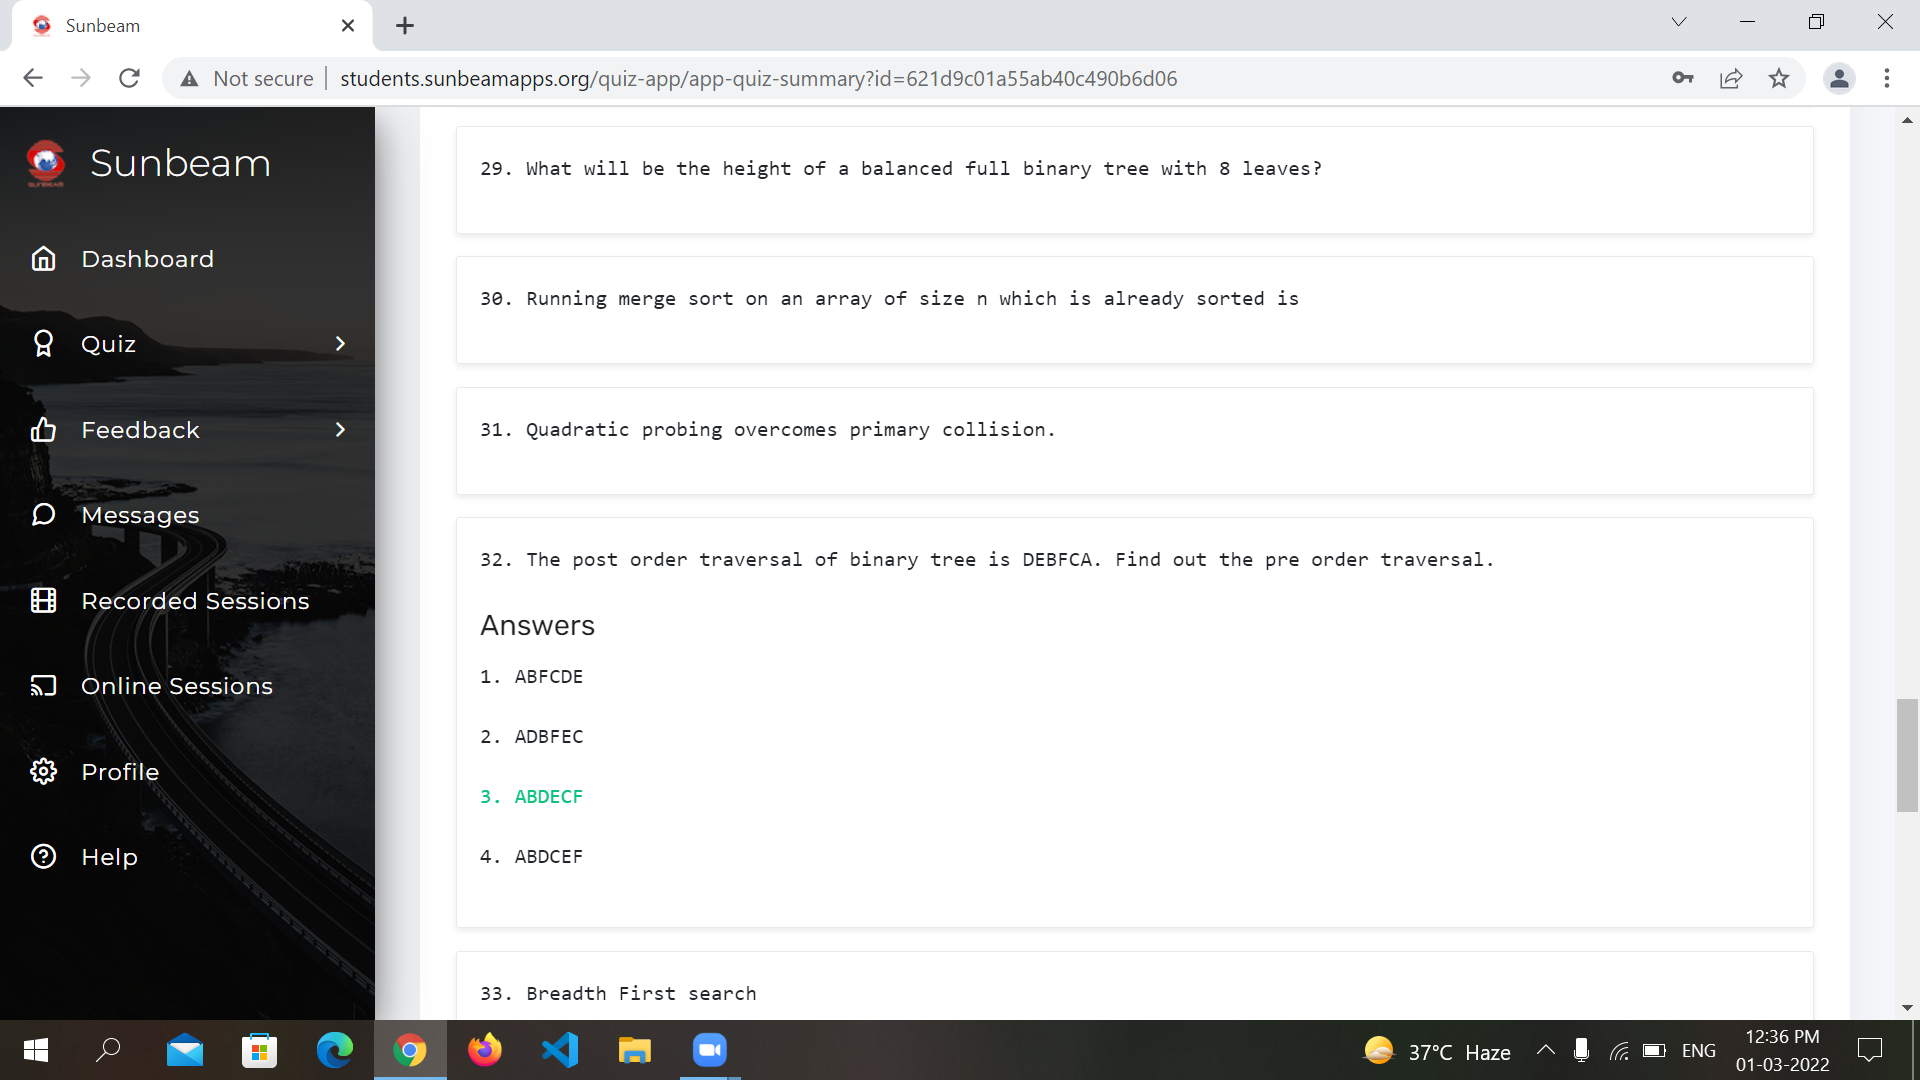 Sunbeam
Not secure
students.sunbeamapps.org/quiz-app/app-quiz-summary?id=621d9c01a55ab40c490b6d06
Sunbeam
Dashboard
Quiz
Feedback
Messages
Recorded Sessions
Online Sessions
Profile
Help
29. What will be the height of a balanced full binary tree with 8 leaves?
30. Running merge sort on an array of size n which is already sorted is
31. Quadratic probing overcomes primary collision.
32. The post order traversal of binary tree is DEBFCA. Find out the pre order traversal.
Answers
1. ABFCDE
2. ADBFEC
3. ABDECF
4. ABDCEF
33. Breadth First search
37°C Haze
ENG
12:36 PM
01-03-2022